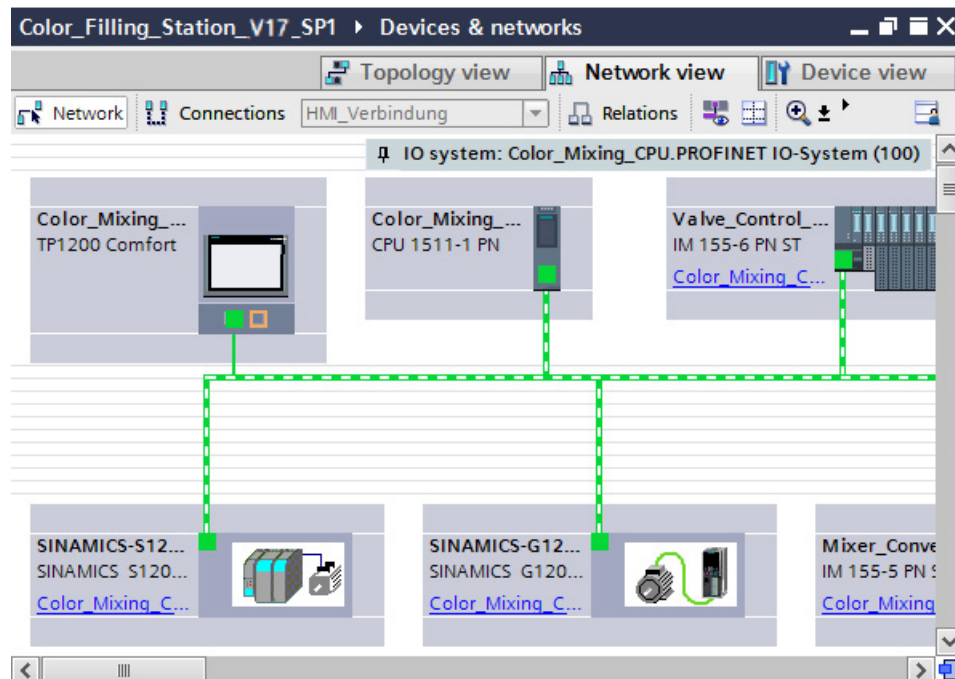 Color_Filling_Station_V17_SP1 ▸ Devices & networks
Topology view Network view Device view
Network Connections HMI_Verbindung Relations
IO system: Color_Mixing_CPU.PROFINET IO-System (100)
Color_Mixing_...
TP1200 Comfort
Color_Mixing_...
CPU 1511-1 PN
Valve_Control_...
IM 155-6 PN ST
Color_Mixing_C...
SINAMICS-S12...
SINAMICS S120...
Color_Mixing_C...
SINAMICS-G12...
SINAMICS G120...
Color_Mixing_C...
Mixer_Conve
IM 155-5 PN
Color_Mixing